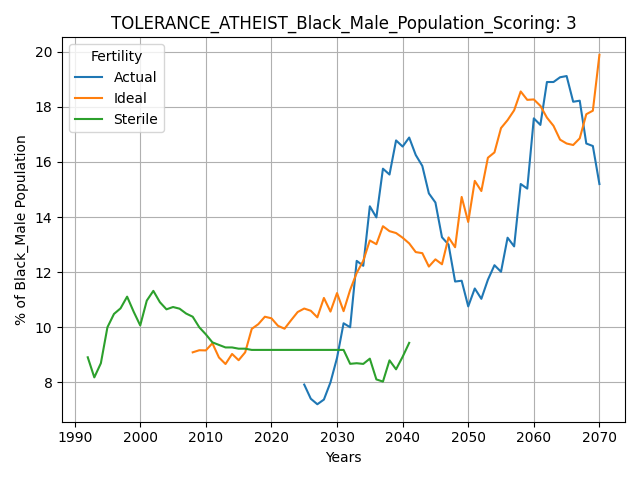 TOLERANCE_ATHEIST_Black_Male_Population_Scoring: 3
Fertility
Actual
Ideal
Sterile
% of Black_Male Population
20
18
16
14
12
10
8
1990 2000 2010 2020 2030 2040 2050 2060 2070
Years